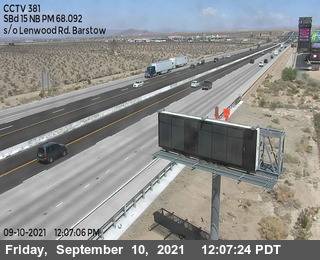 CCTV 381
SBd 15 NB PM 68.092
s/o Lenwood Rd. Barstow
09-10-2021 12:07:06 PM
Friday, September 10, 2021 12:07:24 PDT